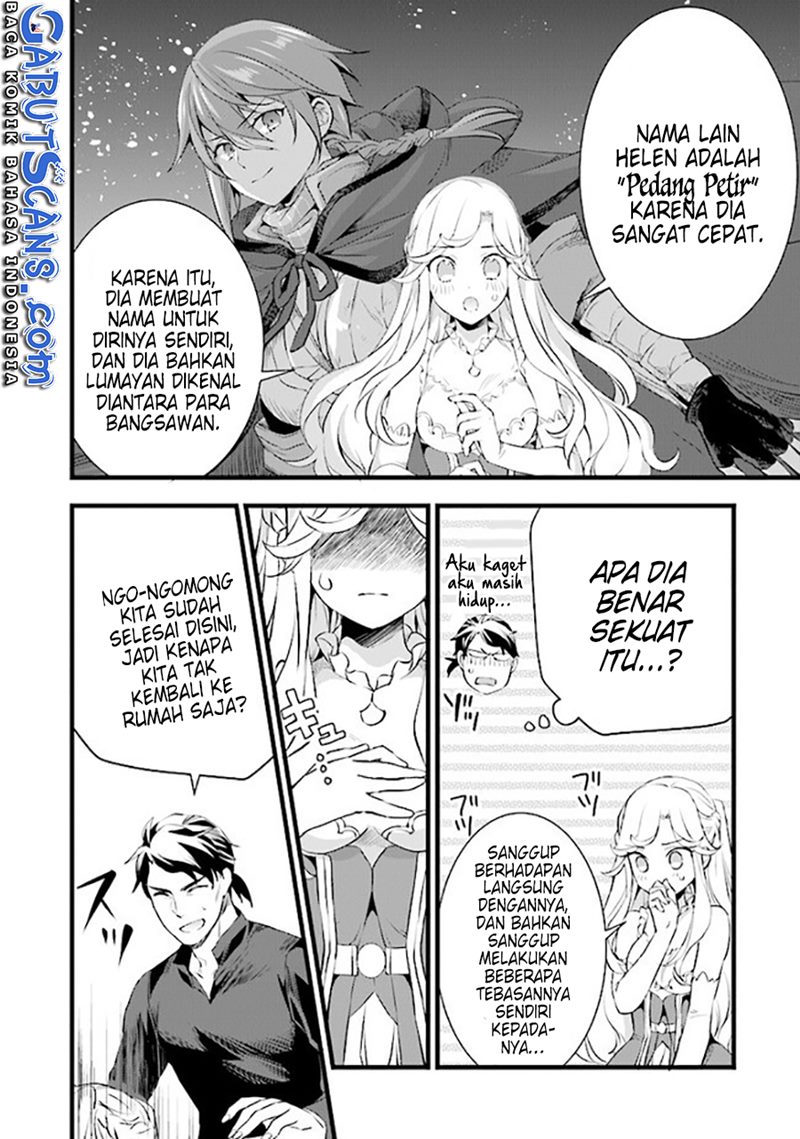 NAMA LAIN
HELEN ADALAH
"Pedang Petir"
KARENA DIA
SANGAT CEPAT.
KARENA ITU,
DIA MEMBUAT
NAMA UNTUK
DIRINYA SENDIRI,
DAN DIA BAHKAN
LUMAYAN DIKENAL
DIANTARA PARA
BANGSAWAN.
APA DIA
BENAR
SEKUAT
ITU...?
Aku kaget
aku masih
hidup...
SANGGUP
BERHADAPAN
LANGSUNG
DENGANNYA,
DAN BAHKAN
SANGGUP
MELAKUKAN
BEBERAPA
TEBASANNYA
SENDIRI
KEPADA-
NYA...
キュ
NGO-NGOMONG
KITA SUDAH
SELESAI DISINI,
JADI KENAPA
KITA TAK
KEMBALI KE
RUMAH SAJA?
GABUTSCANS.COM
BACA KOMIK BAHASA INDONESIA